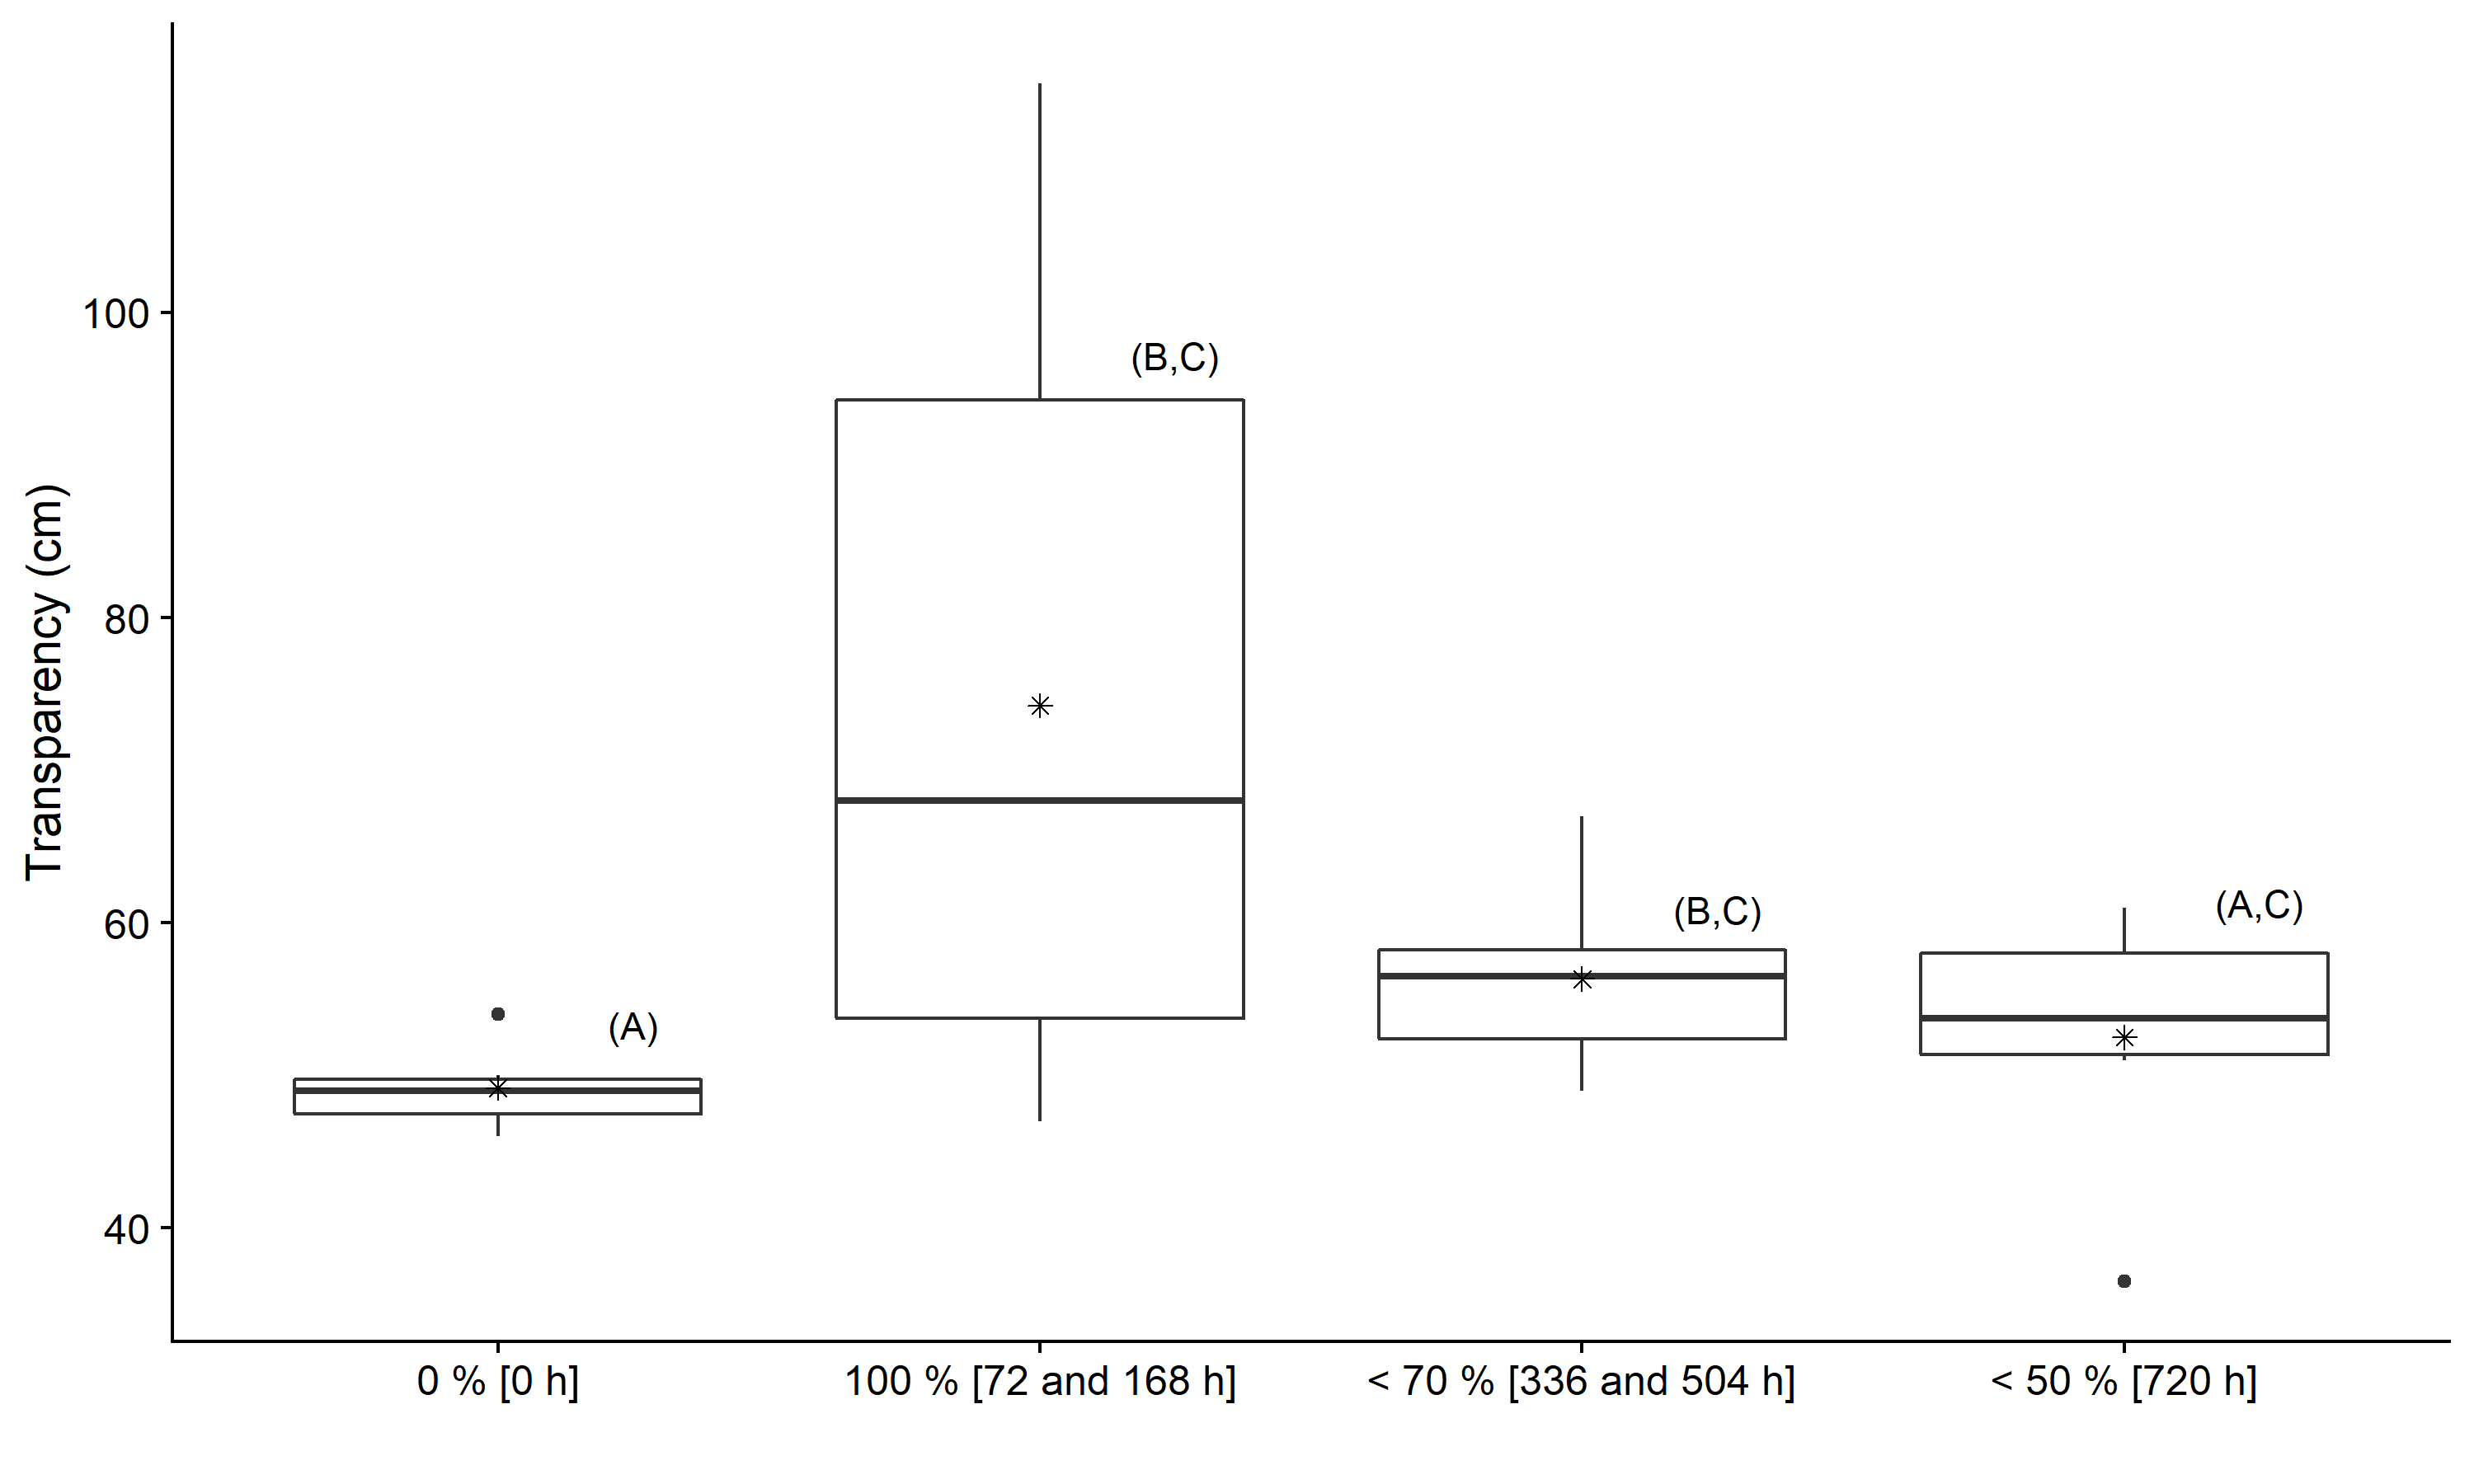 Transparency (cm)
100
80
60
40
(A)
(B,C)
(B,C)
(A,C)
0 % [0 h]
100 % [72 and 168 h]
< 70 % [336 and 504 h]
< 50 % [720 h]